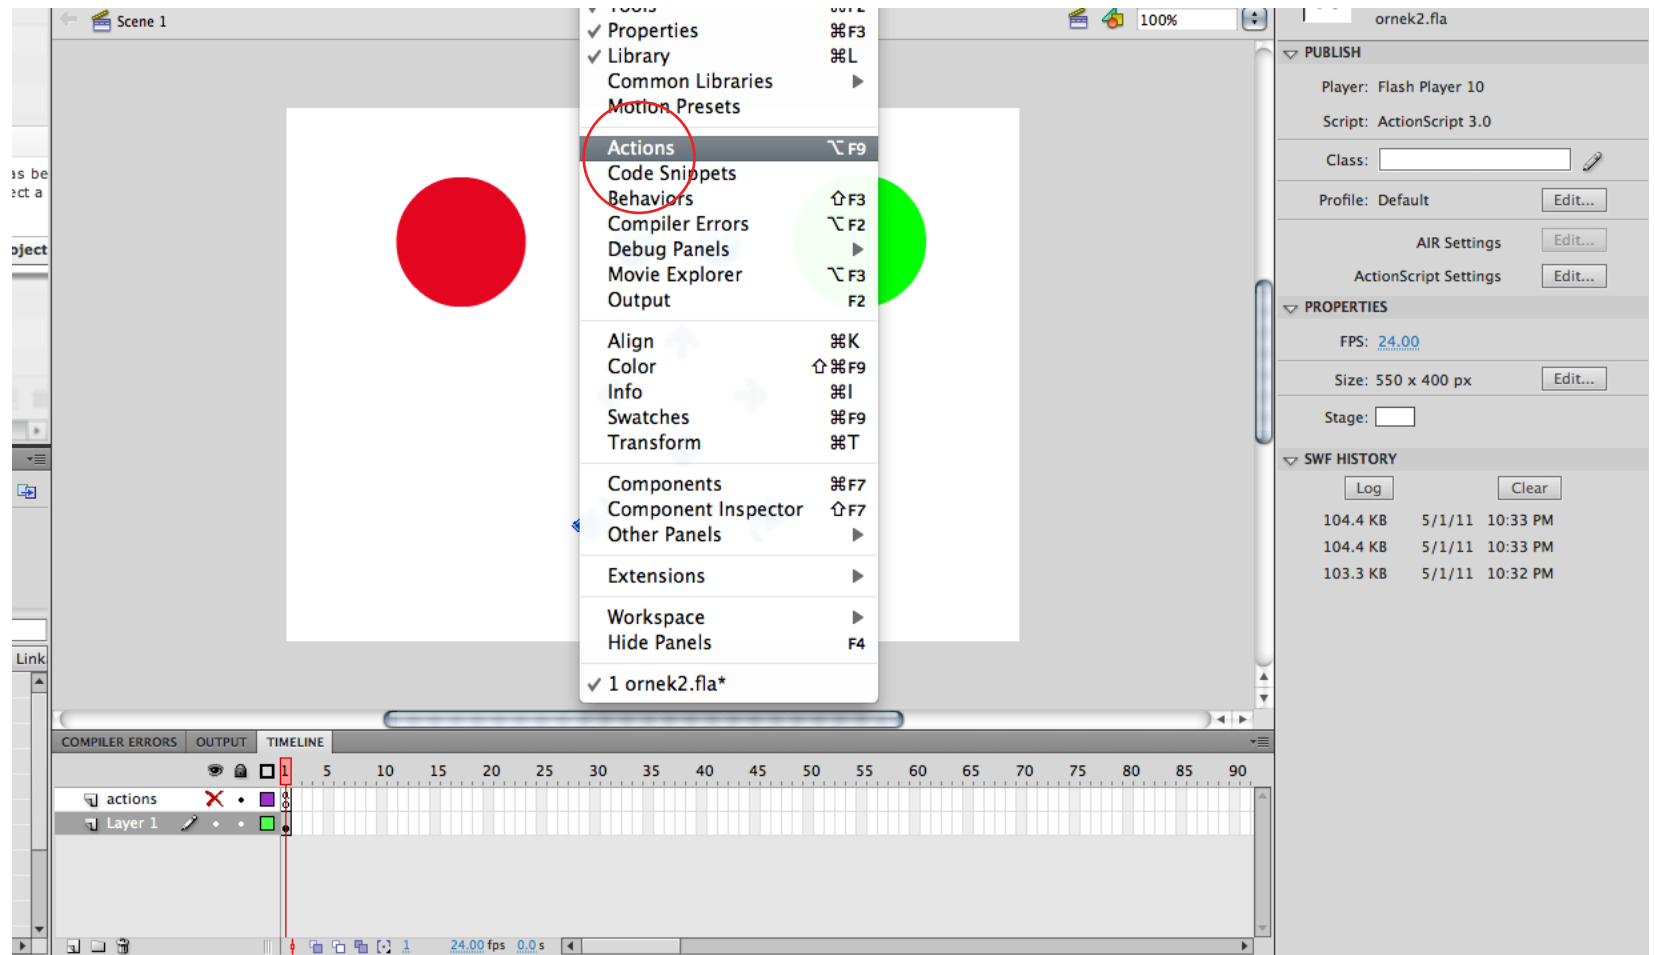 Scene 1
100%
Tools ⌘F2
✓ Properties ⌘F3
✓ Library ⌘L
Common Libraries
Motion Presets
Actions ⌥F9
Code Snippets
Behaviors ⇧F3
Compiler Errors ⌥F2
Debug Panels
Movie Explorer ⌥F3
Output F2
Align ⌘K
Color ⇧⌘F9
Info ⌘I
Swatches ⌘F9
Transform ⌘T
Components ⌘F7
Component Inspector ⇧F7
Other Panels
Extensions
Workspace
Hide Panels F4
✓ 1 ornek2.fla*
as be
ect a
oject
Link
ornek2.fla
PUBLISH
Player: Flash Player 10
Script: ActionScript 3.0
Class:
Profile: Default Edit...
AIR Settings Edit...
ActionScript Settings Edit...
PROPERTIES
FPS: 24.00
Size: 550 x 400 px Edit...
Stage:
SWF HISTORY
Log Clear
104.4 KB 5/1/11 10:33 PM
104.4 KB 5/1/11 10:33 PM
103.3 KB 5/1/11 10:32 PM
COMPILER ERRORS OUTPUT TIMELINE
1 5 10 15 20 25 30 35 40 45 50 55 60 65 70 75 80 85 90
actions
Layer 1
1 24.00 fps 0.0 s